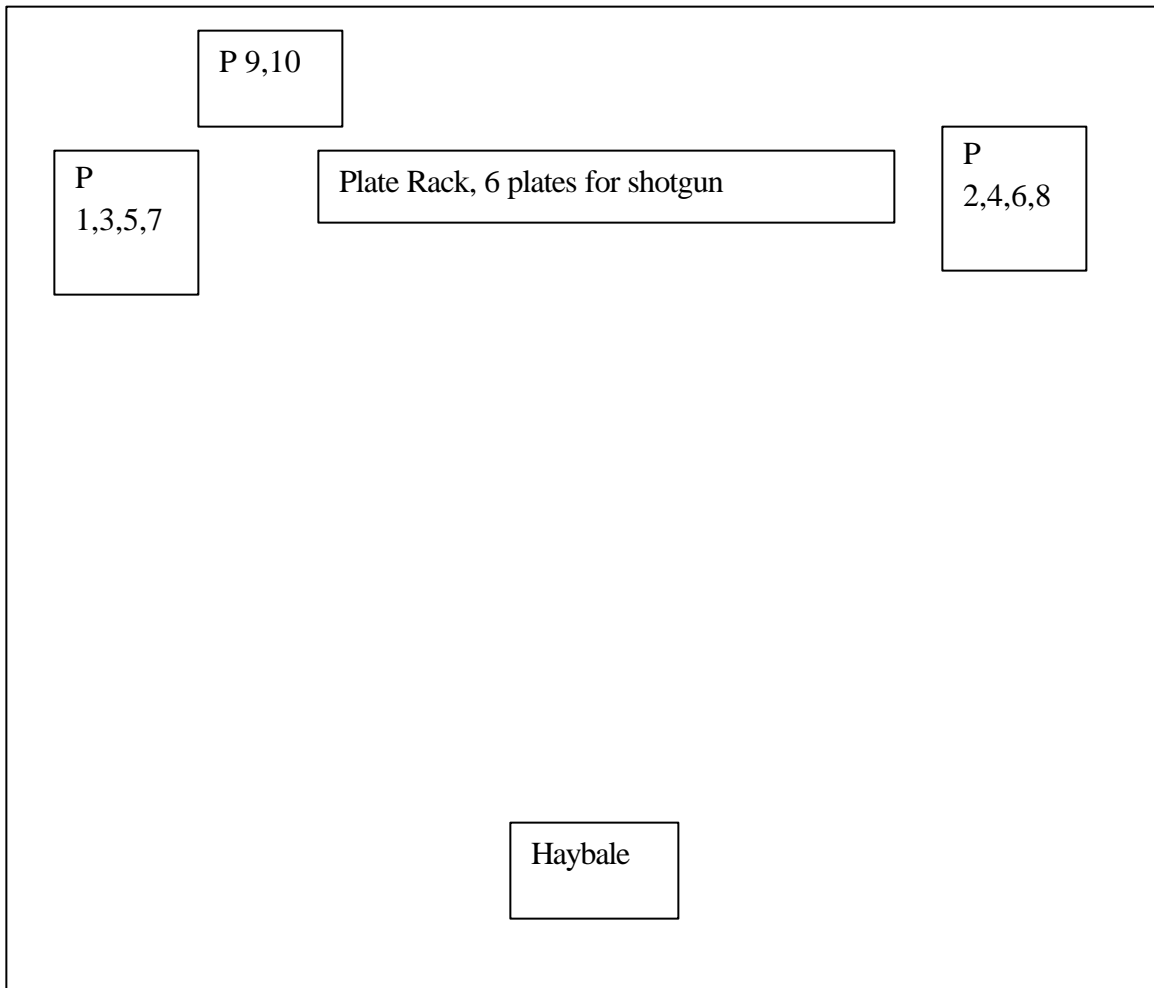 P 9,10
P
1,3,5,7
Plate Rack, 6 plates for shotgun
P
2,4,6,8
Haybale